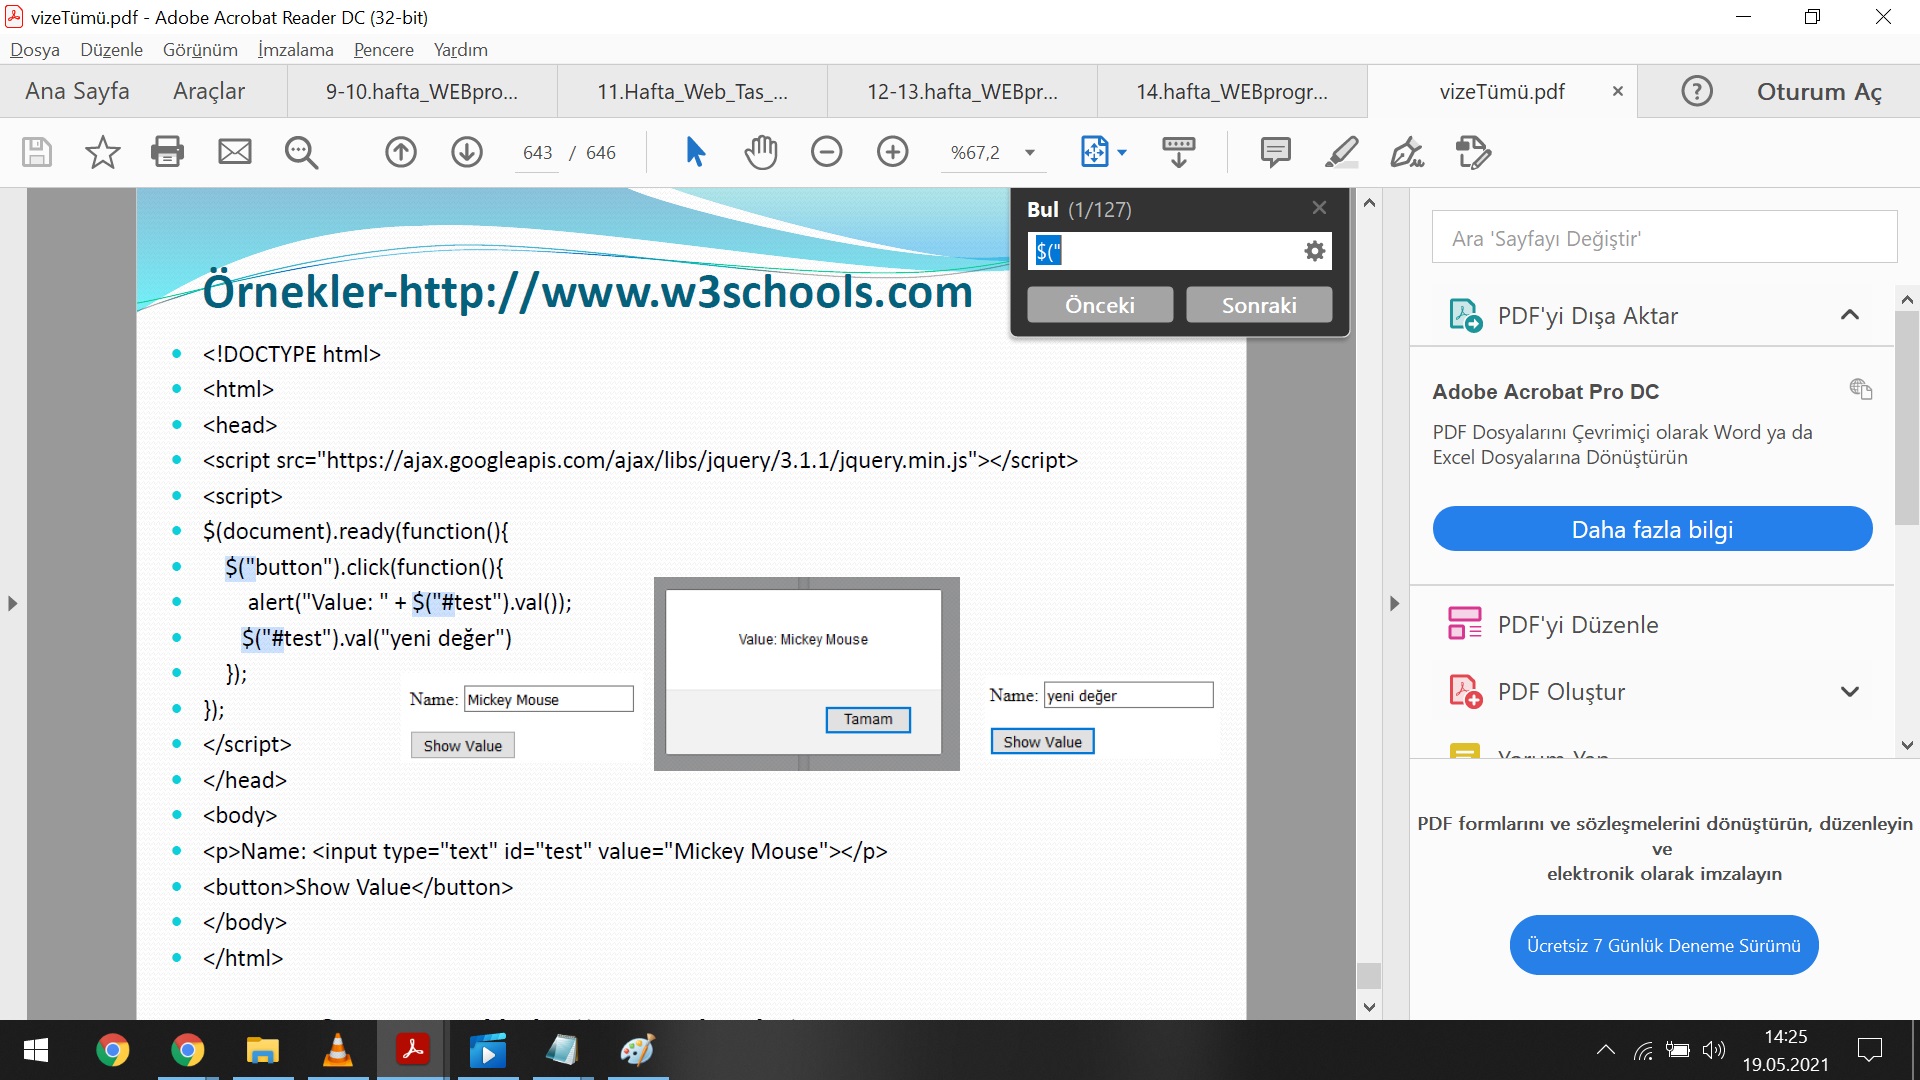 vizeTümü.pdf - Adobe Acrobat Reader DC (32-bit)
Dosya Düzenle Görünüm İmzalama Pencere Yardım
Ana Sayfa Araçlar 9-10.hafta_WEBpro... 11.Hafta_Web_Tas_... 12-13.hafta_WEBpr... 14.hafta_WEBprogr... vizeTümü.pdf × Oturum Aç
643 / 646 %67,2
Bul (1/127)
$("
Önceki Sonraki
Örnekler-http://www.w3schools.com
<!DOCTYPE html>
<html>
<head>
<script src="https://ajax.googleapis.com/ajax/libs/jquery/3.1.1/jquery.min.js"></script>
<script>
$(document).ready(function(){
$("button").click(function(){
alert("Value: " + $("#test").val());
$("#test").val("yeni değer")
});
});
</script>
</head>
<body>
<p>Name: <input type="text" id="test" value="Mickey Mouse"></p>
<button>Show Value</button>
</body>
</html>
Name: Mickey Mouse
Show Value
Value: Mickey Mouse
Tamam
Name: yeni değer
Show Value
Ara 'Sayfayı Değiştir'
PDF'yi Dışa Aktar
Adobe Acrobat Pro DC
PDF Dosyalarını Çevrimiçi olarak Word ya da
Excel Dosyalarına Dönüştürün
Daha fazla bilgi
PDF'yi Düzenle
PDF Oluştur
PDF formlarını ve sözleşmelerini dönüştürün, düzenleyin
ve
elektronik olarak imzalayın
Ücretsiz 7 Günlük Deneme Sürümü
14:25
19.05.2021